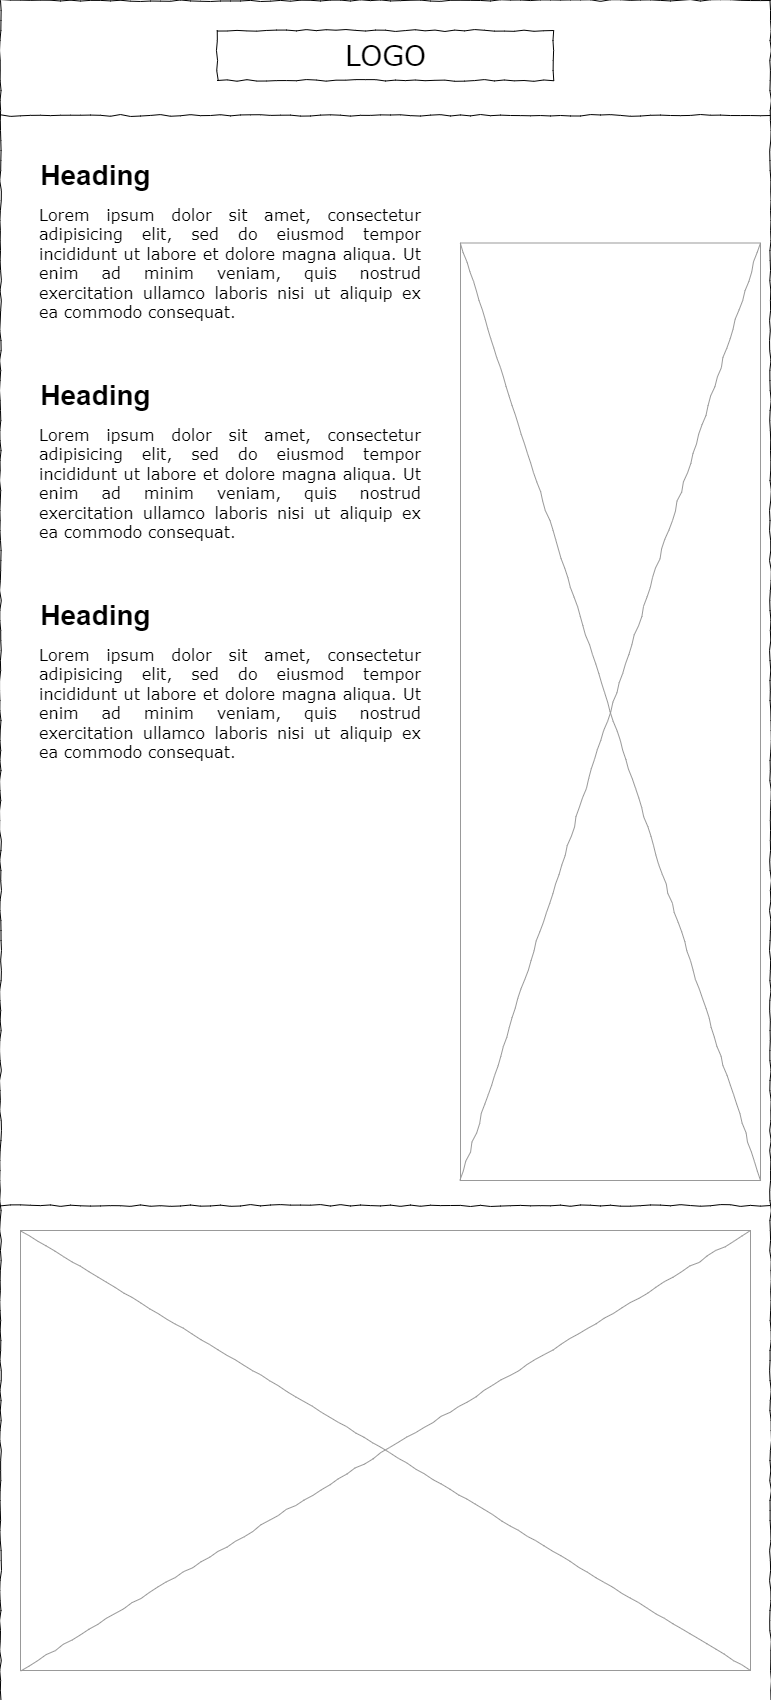 LOGO
Heading
Lorem ipsum dolor sit amet, consectetur
adipisicing elit, sed do eiusmod tempor
incididunt ut labore et dolore magna aliqua. Ut
enim ad minim veniam, quis nostrud
exercitation ullamco laboris nisi ut aliquip ex
ea commodo consequat.
Heading
Lorem ipsum dolor sit amet, consectetur
adipisicing elit, sed do eiusmod tempor
incididunt ut labore et dolore magna aliqua. Ut
enim ad minim veniam, quis nostrud
exercitation ullamco laboris nisi ut aliquip ex
ea commodo consequat.
Heading
Lorem ipsum dolor sit amet, consectetur
adipisicing elit, sed do eiusmod tempor
incididunt ut labore et dolore magna aliqua. Ut
enim ad minim veniam, quis nostrud
exercitation ullamco laboris nisi ut aliquip ex
ea commodo consequat.